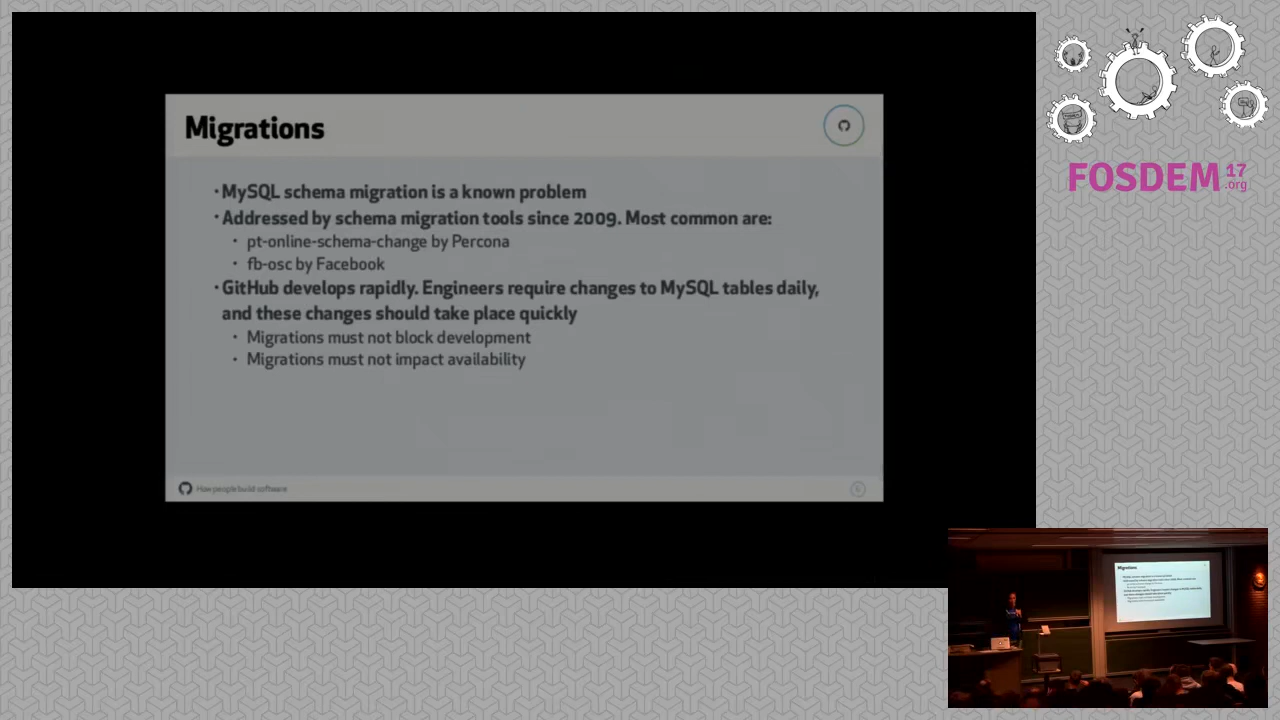 Migrations
• MySQL schema migration is a known problem
• Addressed by schema migration tools since 2009. Most common are:
• pt-online-schema-change by Percona
• fb-osc by Facebook
• GitHub develops rapidly. Engineers require changes to MySQL tables daily,
and these changes should take place quickly
• Migrations must not block development
• Migrations must not impact availability
How people build software
FOSDEM 17
.org
Migrations